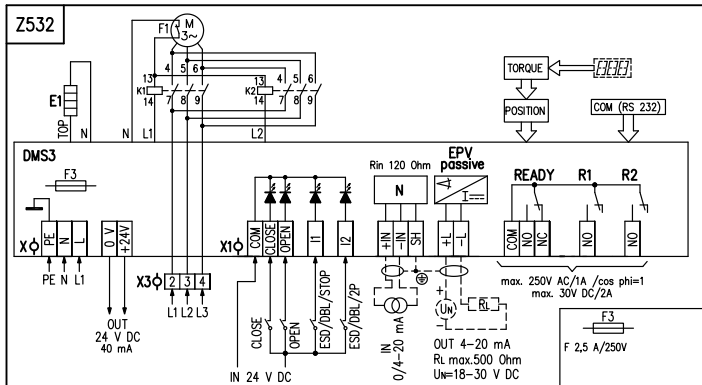 Z532
F1
M
3~
4 5 6
13
K1
14
7 8 9
13
K2
14
4 5 6
7 8 9
E1
TOP
N
N
L1
L2
TORQUE
POSITION
COM (RS 232)
DMS3
F3
Rin 120 Ohm
N
EPV
passive
I
READY
R1
R2
X
PE
N
L
0 V
+24V
X1
COM
CLOSE
OPEN
I1
I2
+IN
-IN
SH
+L
-L
COM
NO
NC
NO
NO
PE N L1
X3
2 3 4
L1 L2 L3
OUT
24 V DC
40 mA
CLOSE
OPEN
ESD/DBL/STOP
ESD/DBL/2P
IN 24 V DC
IN
0/4-20 mA
+
UN
-
RL
OUT 4-20 mA
RL max.500 Ohm
UN=18-30 V DC
max. 250V AC/1A /cos phi=1
max. 30V DC/2A
F3
F 2,5 A/250V